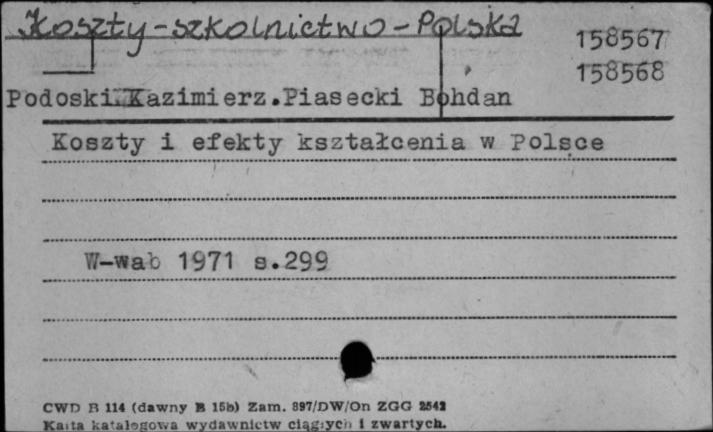 Koszty-szkolnictwo-Polska
158567
158568
Podoski Kazimierz.Piasecki Bohdan
Koszty i efekty kształcenia w Polsce
W-wab 1971 s.299
CWD B 114 (dawny B 15b) Zam. 897/DW/On ZGG 2542
Karta katalogowa wydawnictw ciągłych i zwartych.